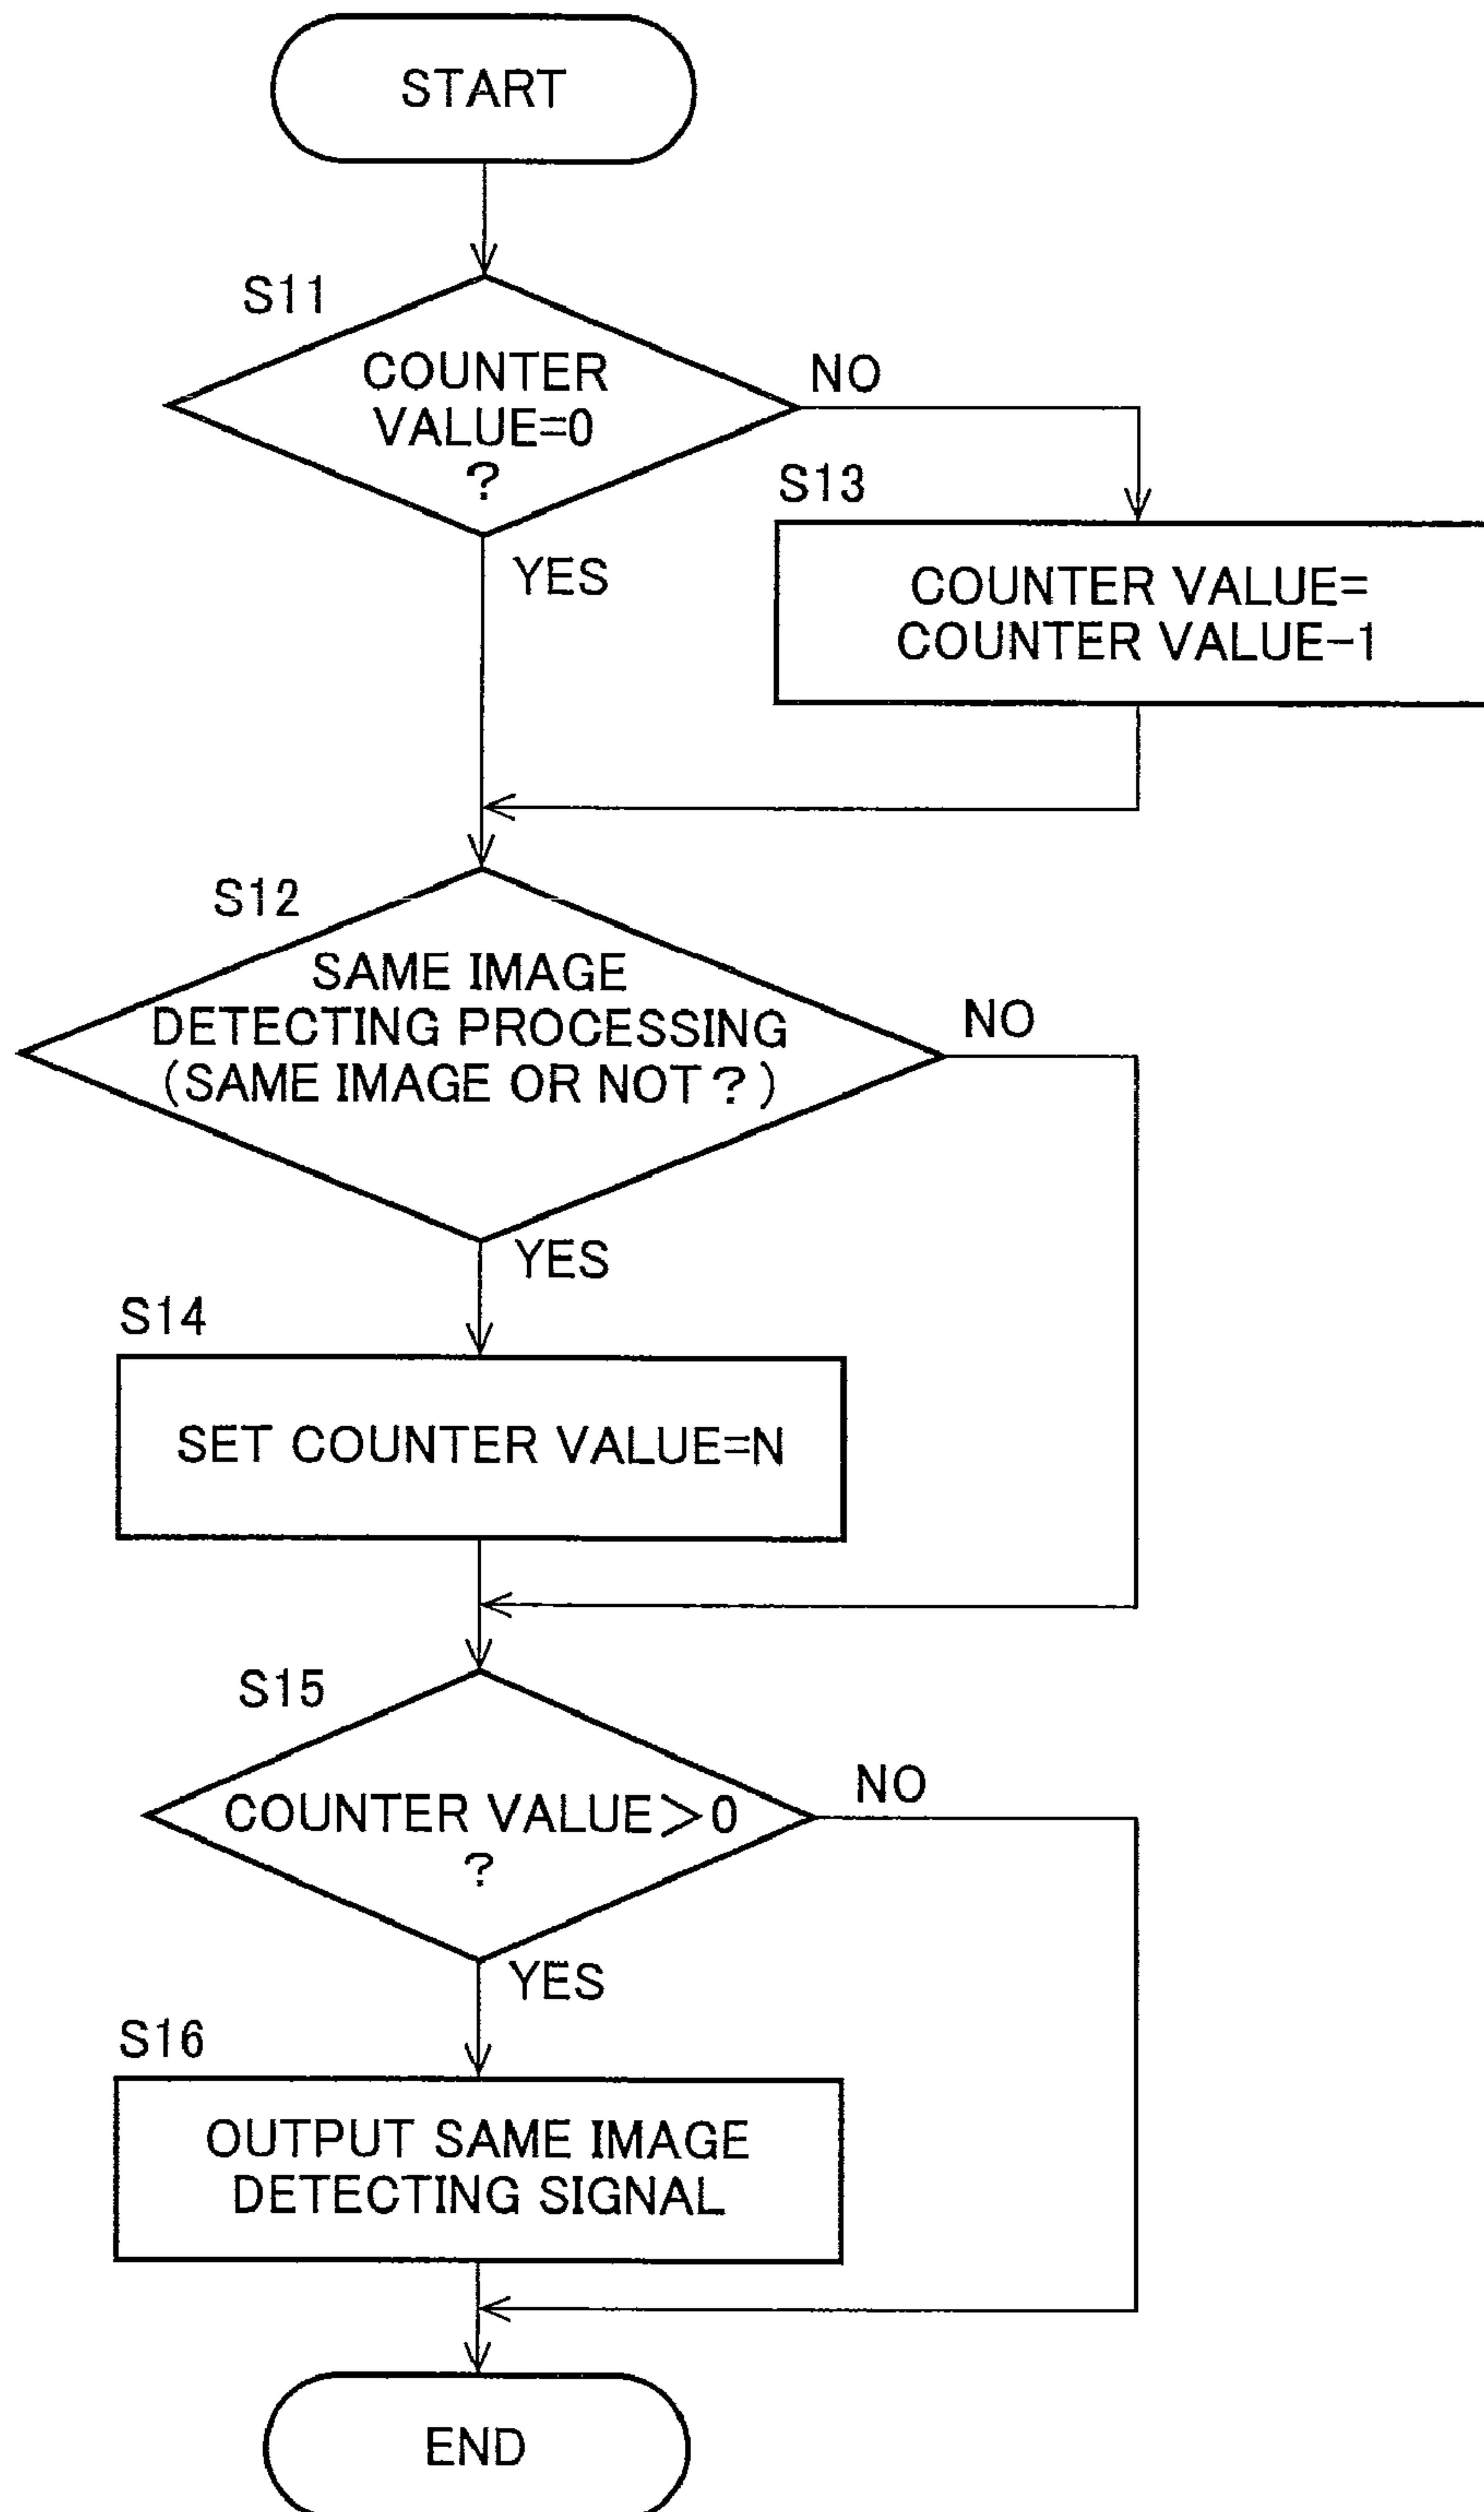 START
S11
COUNTER
VALUE=0
?
NO
S13
YES
COUNTER VALUE=
COUNTER VALUE-1
S12
SAME IMAGE
DETECTING PROCESSING
(SAME IMAGE OR NOT?)
NO
YES
S14
SET COUNTER VALUE=N
S15
COUNTER VALUE>0
?
NO
YES
S16
OUTPUT SAME IMAGE
DETECTING SIGNAL
END